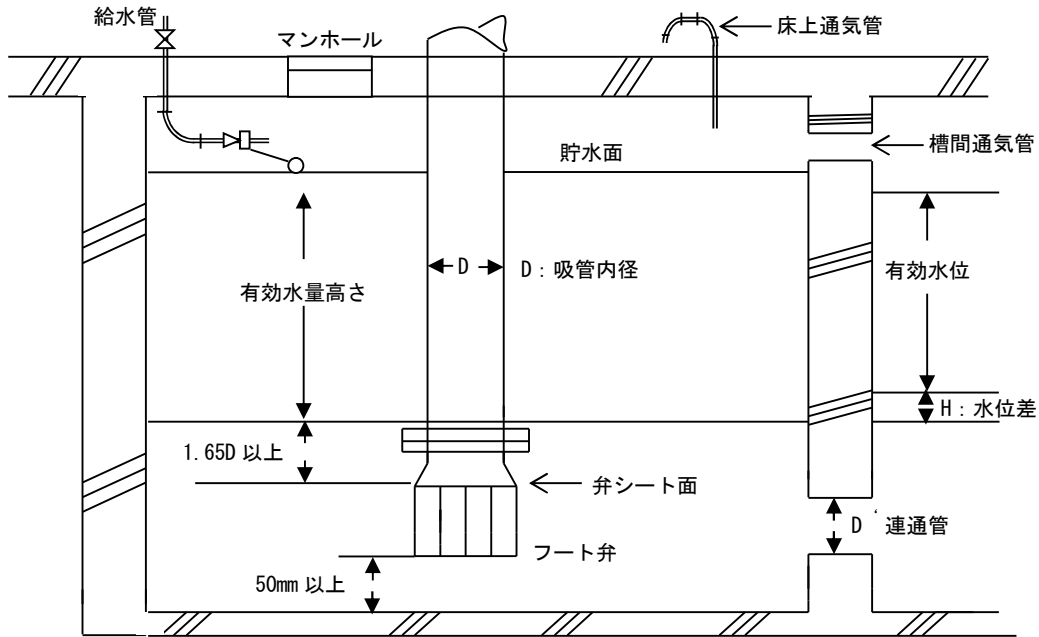 給水管
マンホール
床上通気管
槽間通気管
貯水面
D
D：吸管内径
有効水量高さ
有効水位
H：水位差
1.65D 以上
弁シート面
D'
連通管
フート弁
50mm 以上